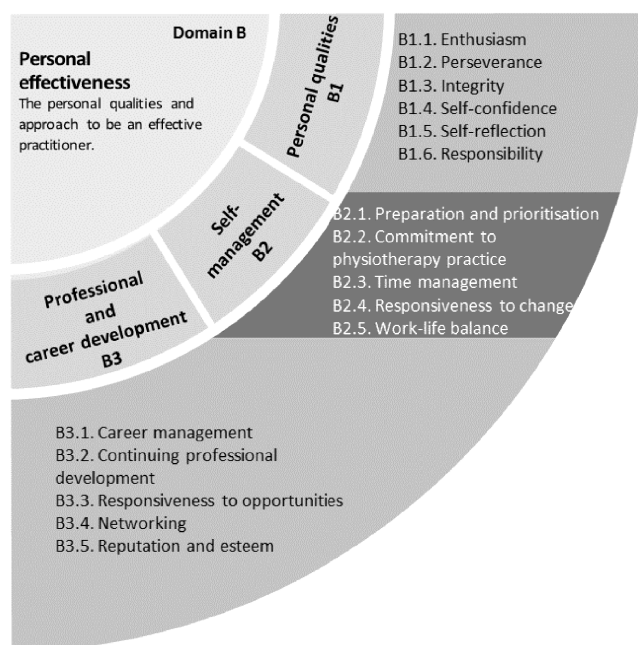 Domain B
Personal
effectiveness
The personal qualities and
approach to be an effective
practitioner.
Personal qualities
B1
Self-
management
B2
Professional
and
career development
B3
B1.1. Enthusiasm
B1.2. Perseverance
B1.3. Integrity
B1.4. Self-confidence
B1.5. Self-reflection
B1.6. Responsibility
B2.1. Preparation and prioritisation
B2.2. Commitment to
physiotherapy practice
B2.3. Time management
B2.4. Responsiveness to change
B2.5. Work-life balance
B3.1. Career management
B3.2. Continuing professional
development
B3.3. Responsiveness to opportunities
B3.4. Networking
B3.5. Reputation and esteem